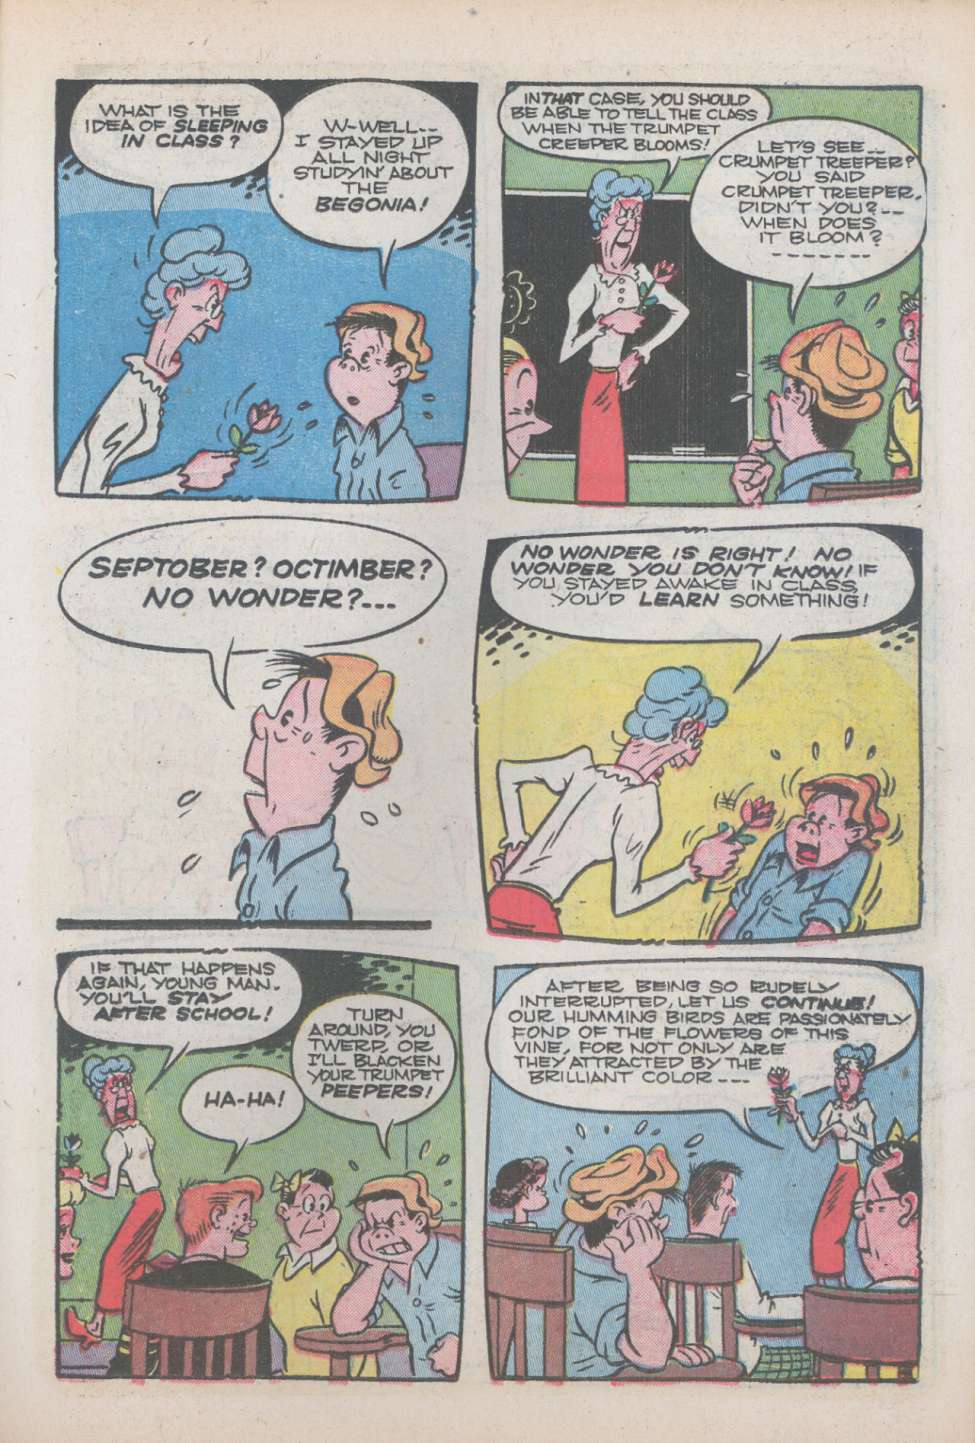 WHAT IS THE
IDEA OF SLEEPING
IN CLASS?
W-WELL--
I STAYED UP
ALL NIGHT
STUDYIN' ABOUT
THE
BEGONIA!
IN THAT CASE, YOU SHOULD
BE ABLE TO TELL THE CLASS
WHEN THE TRUMPET
CREEPER BLOOMS!
LET'S SEE--
CRUMPET TREEPER?
YOU SAID
CRUMPET TREEPER,
DIDN'T YOU?--
WHEN DOES
IT BLOOM?
-------
SEPTOBER? OCTIMBER?
NO WONDER?...
NO WONDER IS RIGHT! NO
WONDER YOU DON'T KNOW! IF
YOU STAYED AWAKE IN CLASS,
YOU'D LEARN SOMETHING!
IF THAT HAPPENS
AGAIN, YOUNG MAN,
YOU'LL STAY
AFTER SCHOOL!
HA-HA!
TURN
AROUND, YOU
TWERP, OR
I'LL BLACKEN
YOUR TRUMPET
PEEPERS!
AFTER BEING SO RUDELY
INTERRUPTED, LET US CONTINUE!
OUR HUMMING BIRDS ARE PASSIONATELY
FOND OF THE FLOWERS OF THIS
VINE, FOR NOT ONLY ARE
THEY ATTRACTED BY THE
BRILLIANT COLOR---